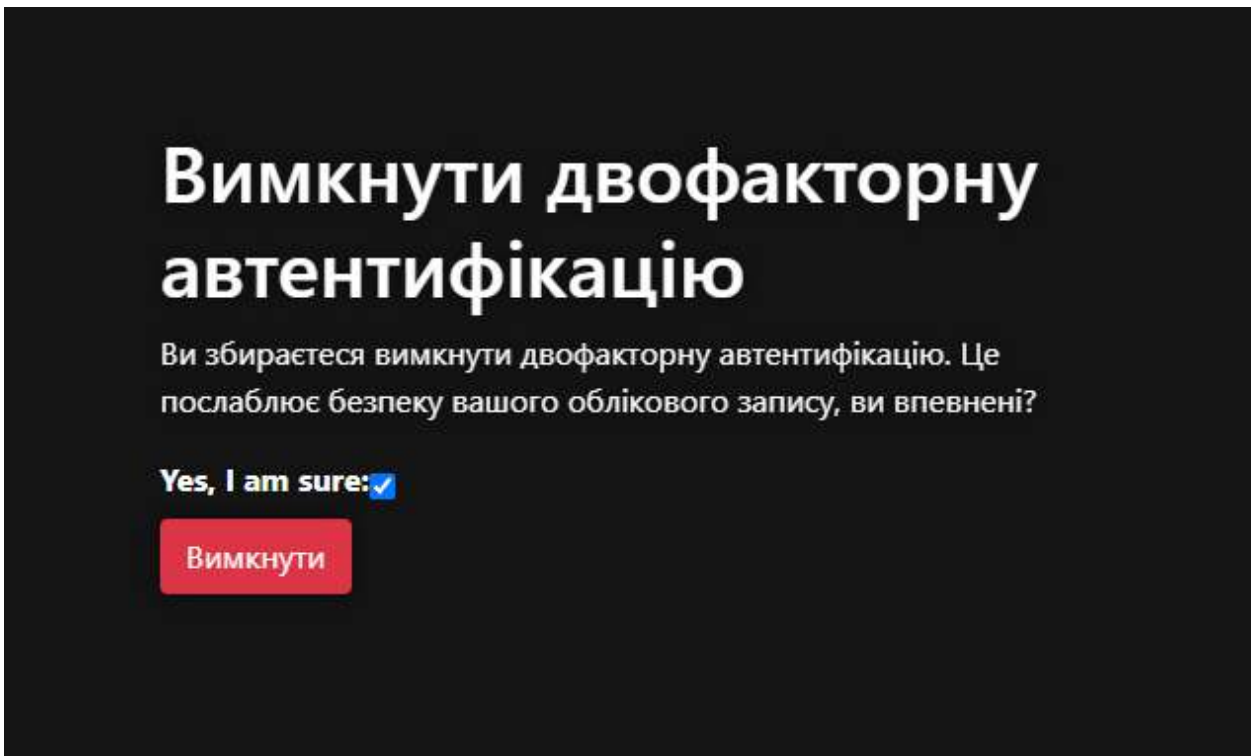 Вимкнути двофакторну
автентифікацію
Ви збираєтеся вимкнути двофакторну автентифікацію. Це
послаблює безпеку вашого облікового запису, ви впевнені?
Yes, I am sure:
Вимкнути